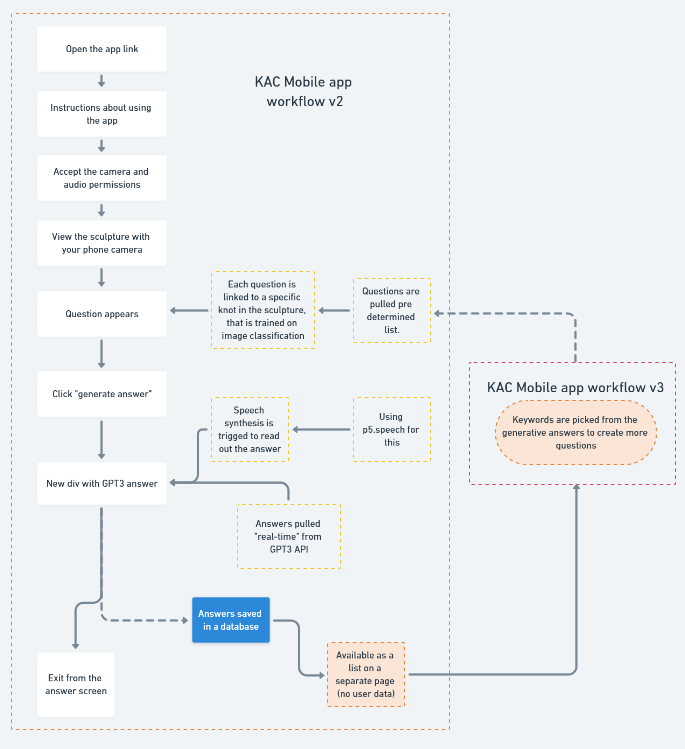 Open the app link
KAC Mobile app
workflow v2
Instructions about using
the app
Accept the camera and
audio permissions
View the sculpture with
your phone camera
Question appears
Each question is
linked to a specific
knot in the sculpture,
that is trained on
image classification
Questions are
pulled pre
determined
list.
Click "generate answer"
Speech
synthesis is
trigged to read
out the answer
Using
p5.speech for
this
KAC Mobile app workflow v3
Keywords are picked from the
generative answers to create more
questions
New div with GPT3 answer
Answers pulled
"real-time" from
GPT3 API
Answers saved
in a database
Exit from the
answer screen
Available as a
list on a
separate page
(no user data)